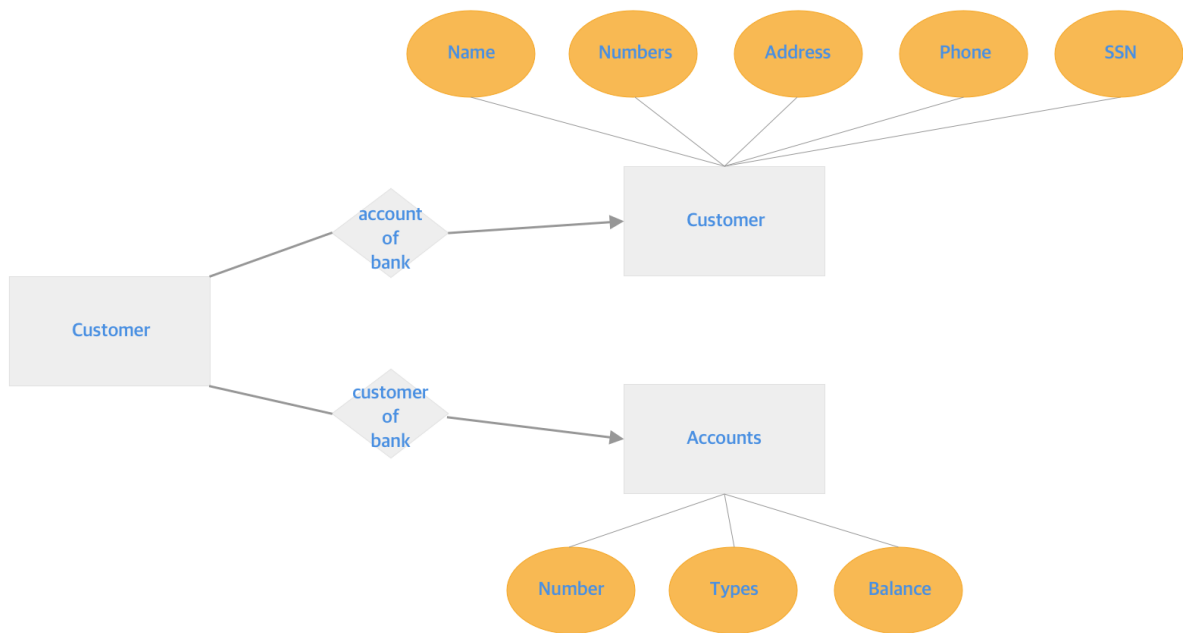 Name Numbers Address Phone SSN
account
of
bank
Customer
Customer
customer
of
bank
Accounts
Number Types Balance